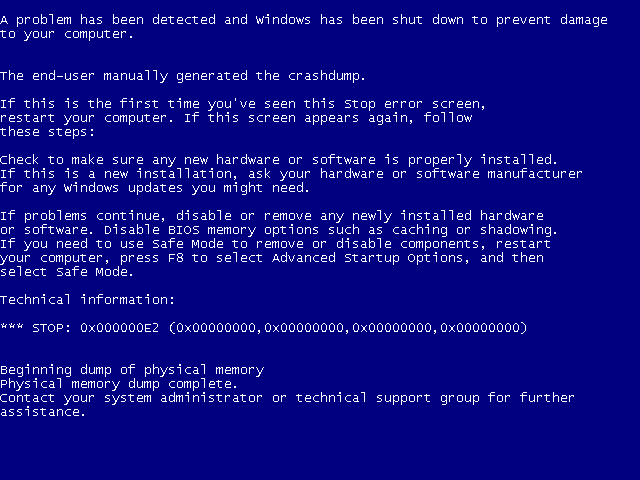 A problem has been detected and Windows has been shut down to prevent damage
to your computer.
The end-user manually generated the crashdump.
If this is the first time you've seen this Stop error screen,
restart your computer. If this screen appears again, follow
these steps:
Check to make sure any new hardware or software is properly installed.
If this is a new installation, ask your hardware or software manufacturer
for any Windows updates you might need.
If problems continue, disable or remove any newly installed hardware
or software. Disable BIOS memory options such as caching or shadowing.
If you need to use Safe Mode to remove or disable components, restart
your computer, press F8 to select Advanced Startup Options, and then
select Safe Mode.
Technical information:
*** STOP: 0x000000E2 (0x00000000,0x00000000,0x00000000,0x00000000)
Beginning dump of physical memory
Physical memory dump complete.
Contact your system administrator or technical support group for further
assistance.